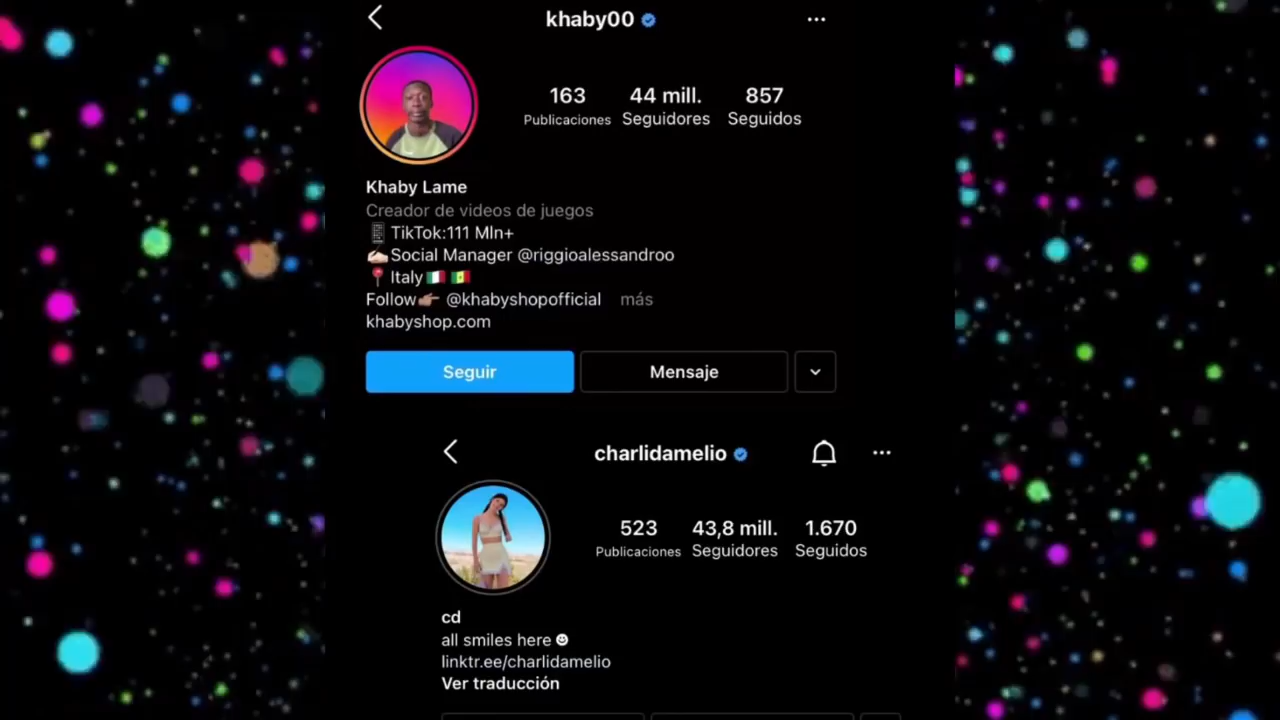 khaby00
163 44 mill. 857
Publicaciones Seguidores Seguidos
Khaby Lame
Creador de videos de juegos
TikTok:111 Mln+
Social Manager @riggioalessandroo
Italy
Follow @khabyshopofficial más
khabyshop.com
Seguir Mensaje
charlidamelio
523 43,8 mill. 1.670
Publicaciones Seguidores Seguidos
cd
all smiles here
linktr.ee/charlidamelio
Ver traducción